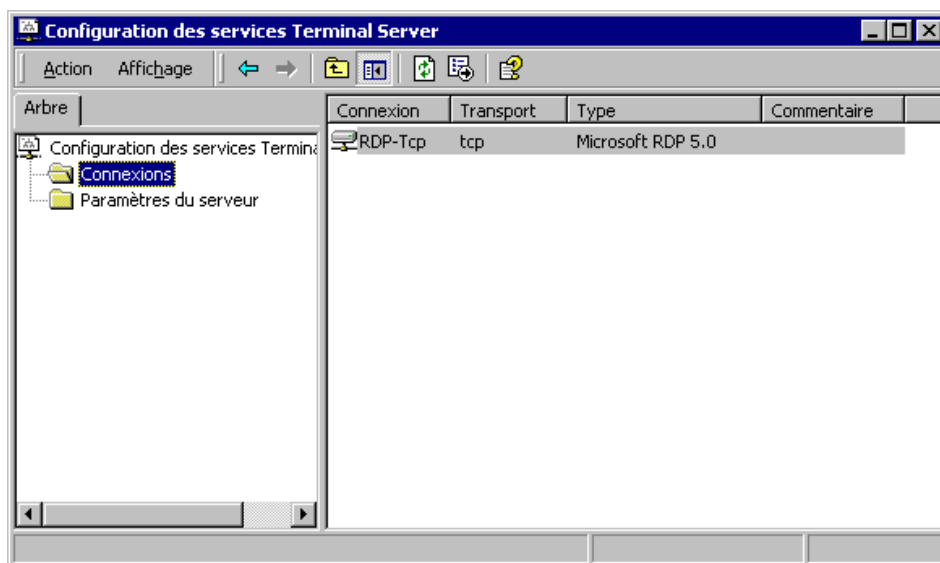 Configuration des services Terminal Server
Action Affichage
Arbre
Connexion Transport Type Commentaire
Configuration des services
Connexions
Paramètres du serveur
RDP-Tcp tcp Microsoft RDP 5.0